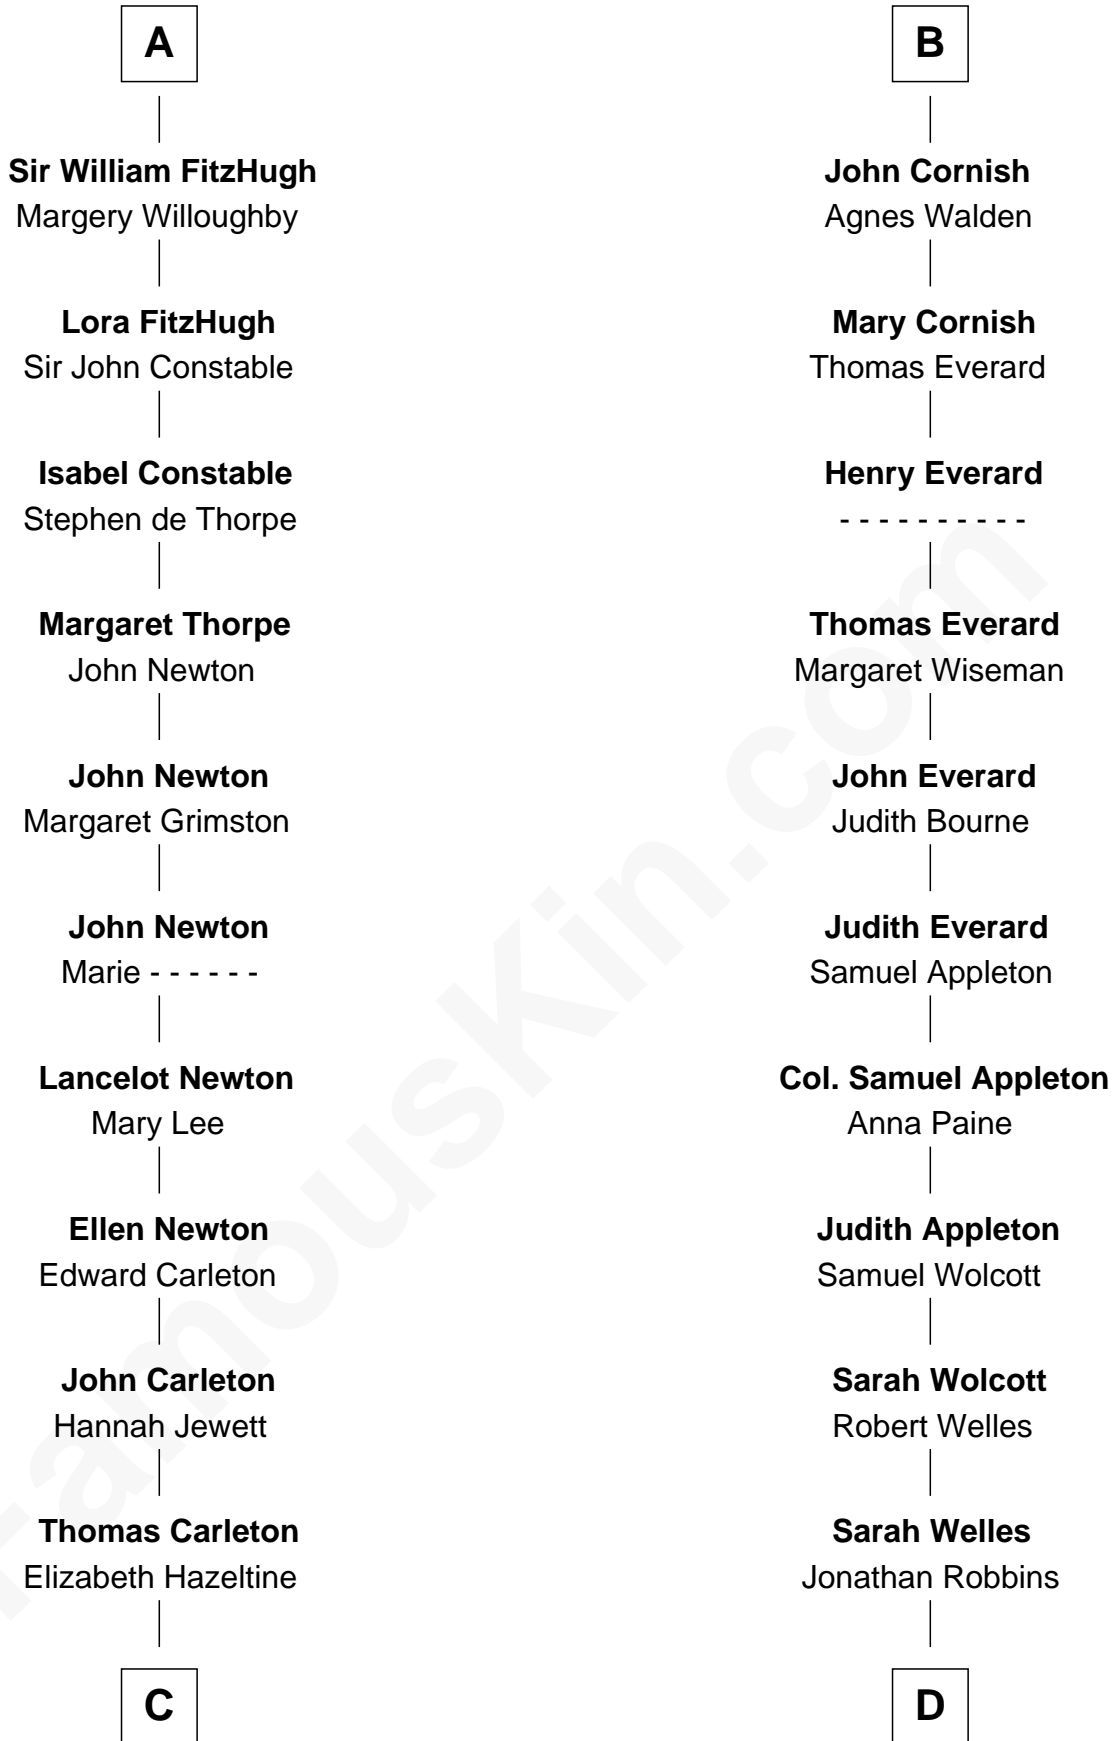 A
Sir William FitzHugh
Margery Willoughby
Lora FitzHugh
Sir John Constable
Isabel Constable
Stephen de Thorpe
Margaret Thorpe
John Newton
John Newton
Margaret Grimston
John Newton
Marie - - - - - -
Lancelot Newton
Mary Lee
Ellen Newton
Edward Carleton
John Carleton
Hannah Jewett
Thomas Carleton
Elizabeth Hazeltine
C
B
John Cornish
Agnes Walden
Mary Cornish
Thomas Everard
Henry Everard
- - - - - - - - - -
Thomas Everard
Margaret Wiseman
John Everard
Judith Bourne
Judith Everard
Samuel Appleton
Col. Samuel Appleton
Anna Paine
Judith Appleton
Samuel Wolcott
Sarah Wolcott
Robert Welles
Sarah Welles
Jonathan Robbins
D
FamousKin.com